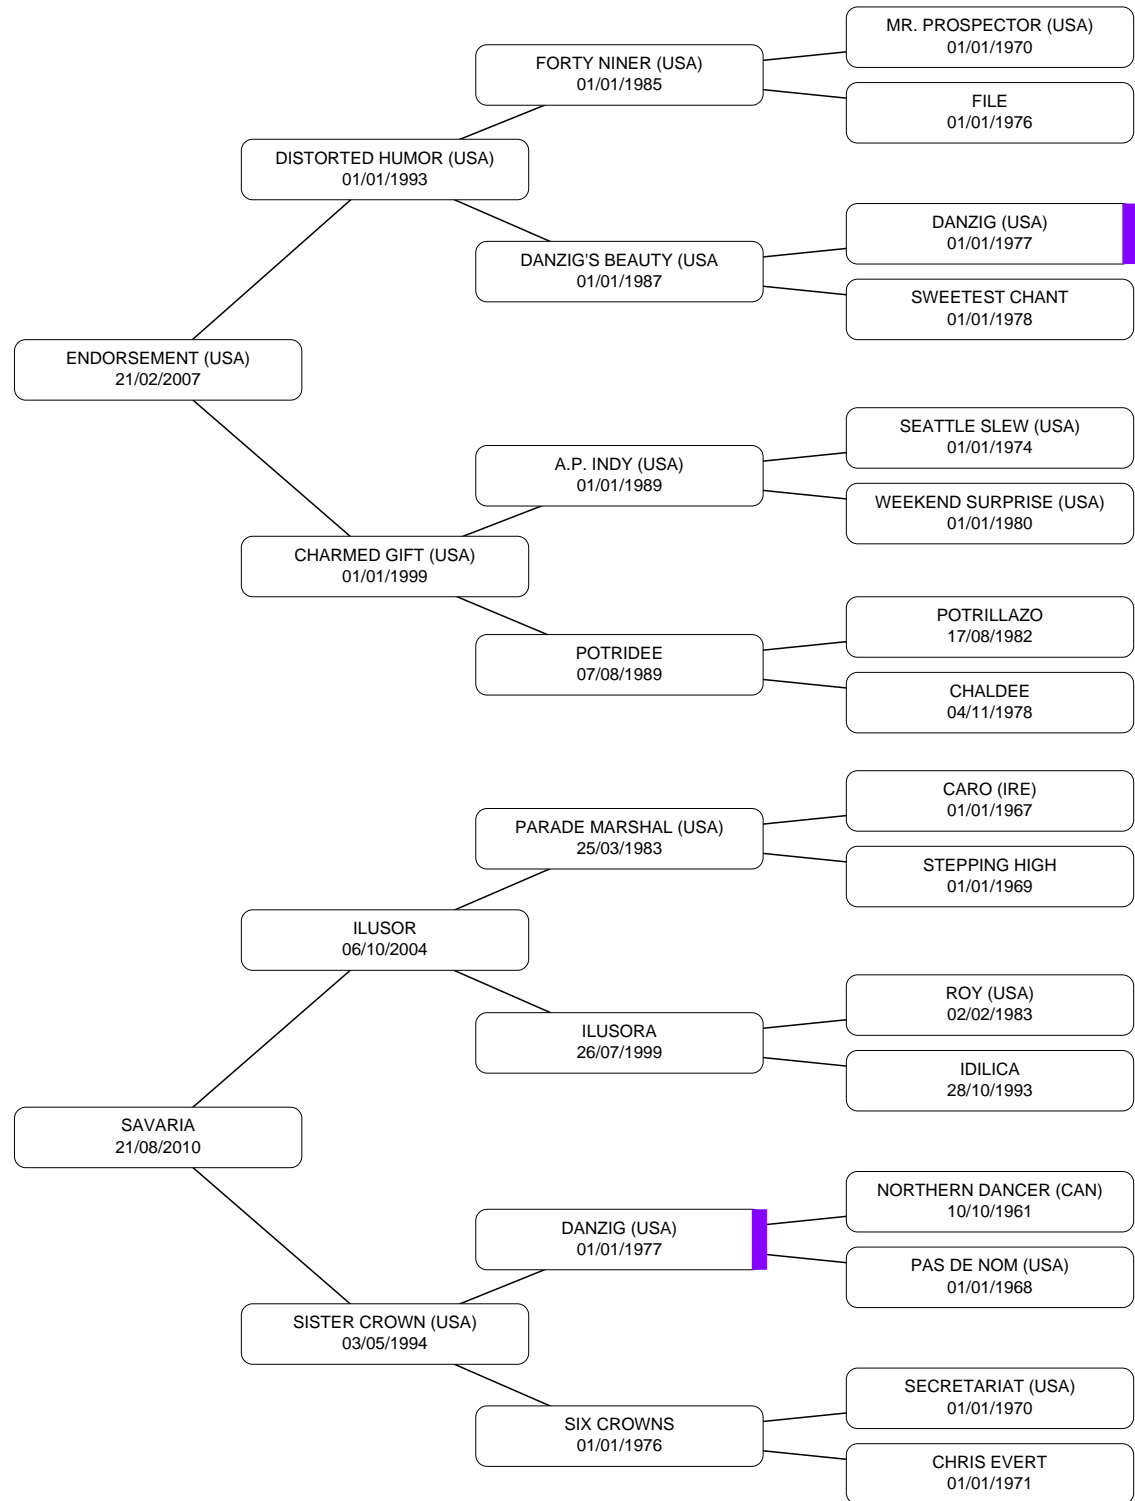 MR. PROSPECTOR (USA)
01/01/1970
FORTY NINER (USA)
01/01/1985
FILE
01/01/1976
DISTORTED HUMOR (USA)
01/01/1993
DANZIG (USA)
01/01/1977
DANZIG'S BEAUTY (USA
01/01/1987
SWEETEST CHANT
01/01/1978
ENDORSEMENT (USA)
21/02/2007
SEATTLE SLEW (USA)
01/01/1974
A.P. INDY (USA)
01/01/1989
WEEKEND SURPRISE (USA)
01/01/1980
CHARMED GIFT (USA)
01/01/1999
POTRILLAZO
17/08/1982
POTRIDEE
07/08/1989
CHALDEE
04/11/1978
CARO (IRE)
01/01/1967
PARADE MARSHAL (USA)
25/03/1983
STEPPING HIGH
01/01/1969
ILUSOR
06/10/2004
ROY (USA)
02/02/1983
ILUSORA
26/07/1999
IDILICA
28/10/1993
SAVARIA
21/08/2010
NORTHERN DANCER (CAN)
10/10/1961
DANZIG (USA)
01/01/1977
PAS DE NOM (USA)
01/01/1968
SISTER CROWN (USA)
03/05/1994
SECRETARIAT (USA)
01/01/1970
SIX CROWNS
01/01/1976
CHRIS EVERT
01/01/1971